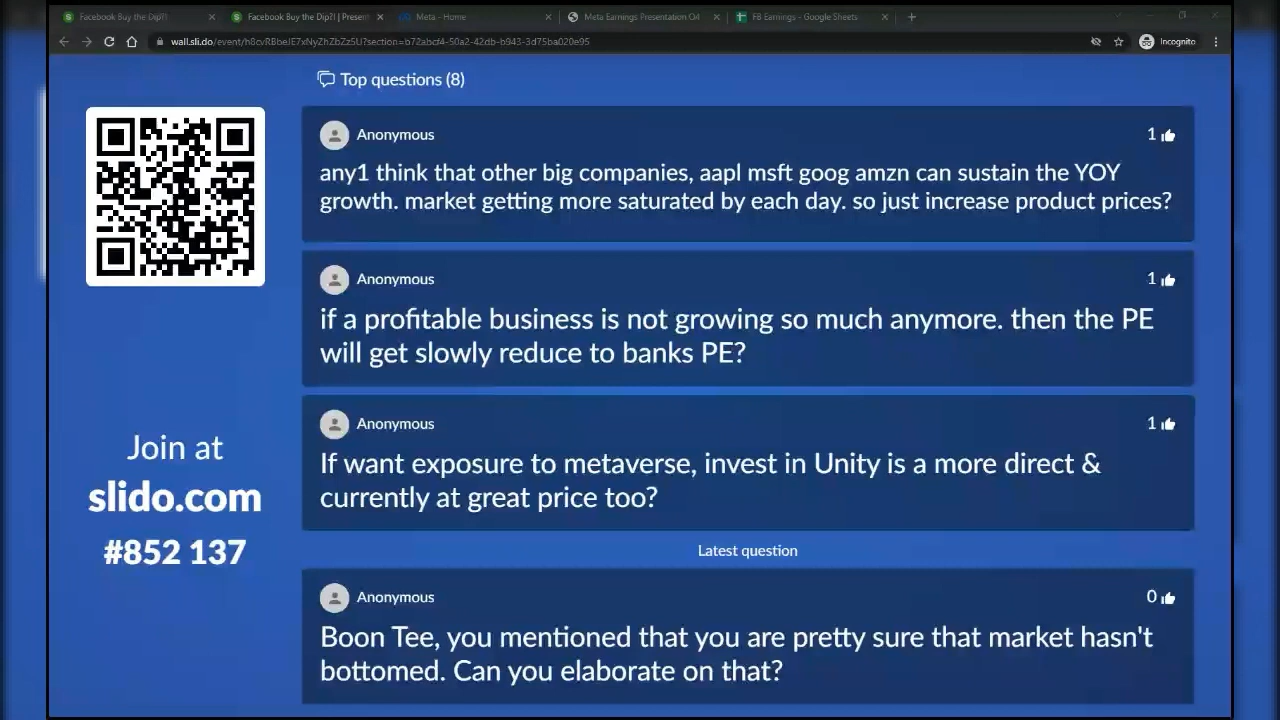 Facebook Buy the Dip?!
Facebook Buy the Dip?! | Presen
Meta - Home
Meta Earnings Presentation Q4
FB Earnings - Google Sheets
Incognito
Top questions (8)
Anonymous
1
any1 think that other big companies, aapl msft goog amzn can sustain the YOY
growth. market getting more saturated by each day. so just increase product prices?
Anonymous
1
if a profitable business is not growing so much anymore. then the PE
will get slowly reduce to banks PE?
Anonymous
1
If want exposure to metaverse, invest in Unity is a more direct &
currently at great price too?
Join at
slido.com
#852 137
Latest question
Anonymous
0
Boon Tee, you mentioned that you are pretty sure that market hasn't
bottomed. Can you elaborate on that?